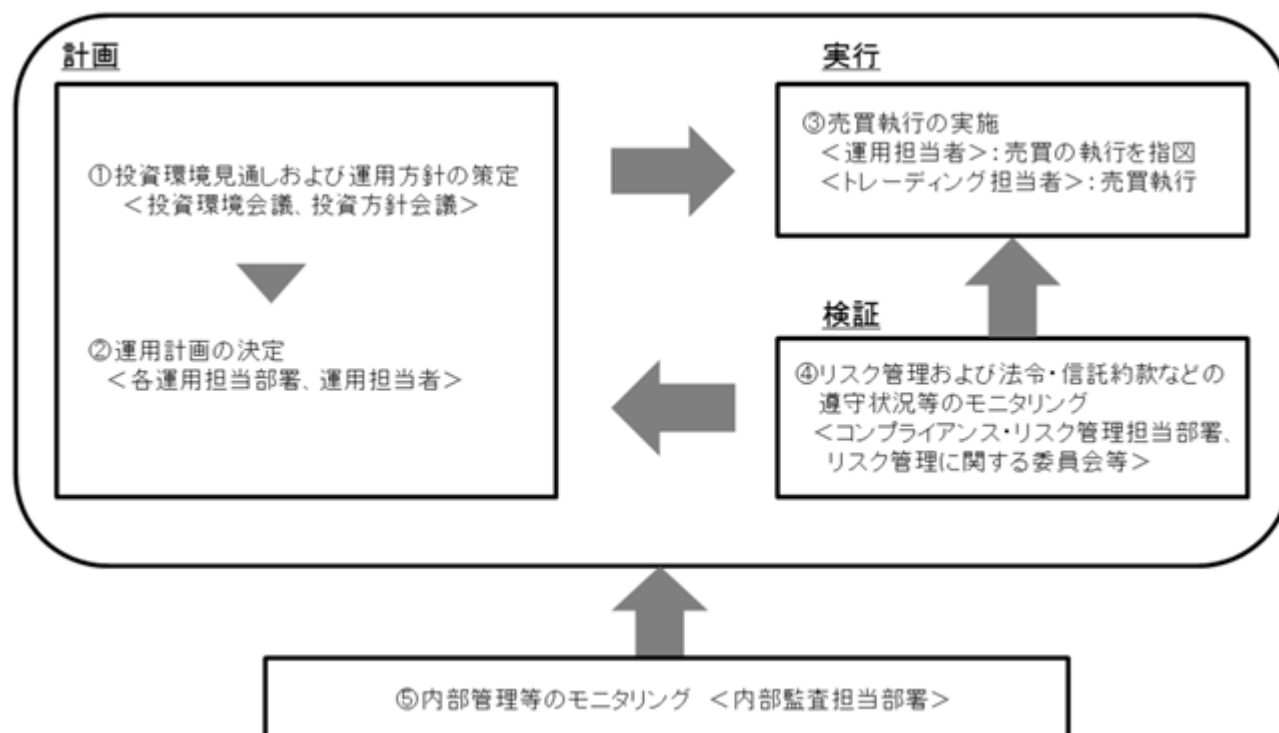 計画
①投資環境見通しおよび運用方針の策定
＜投資環境会議、投資方針会議＞
②運用計画の決定
＜各運用担当部署、運用担当者＞
実行
③売買執行の実施
＜運用担当者＞：売買の執行を指図
＜トレーディング担当者＞：売買執行
検証
④リスク管理および法令・信託約款などの
遵守状況等のモニタリング
＜コンプライアンス・リスク管理担当部署、
リスク管理に関する委員会等＞
⑤内部管理等のモニタリング ＜内部監査担当部署＞